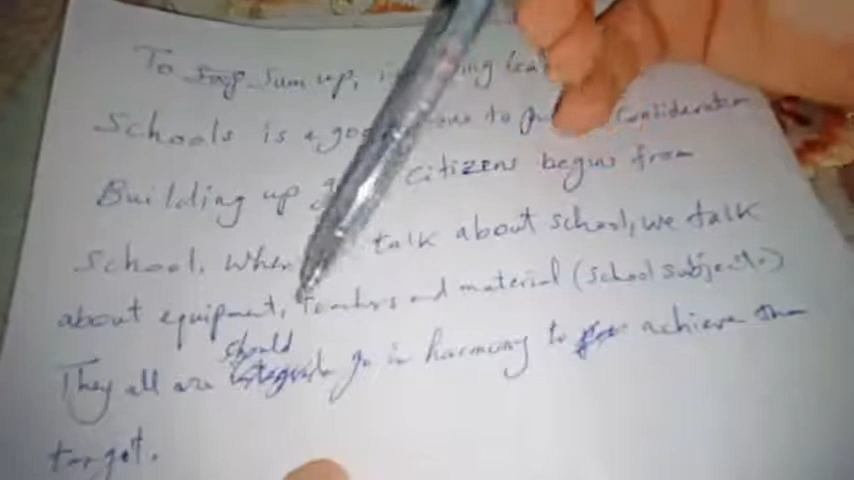 To sum up,
Schools is a to Consideration
Building up citizens begins from
School. When talk about school, we talk
about equipment, Teachers and material (school subjects)
They all are should go in harmony to achieve the
target.